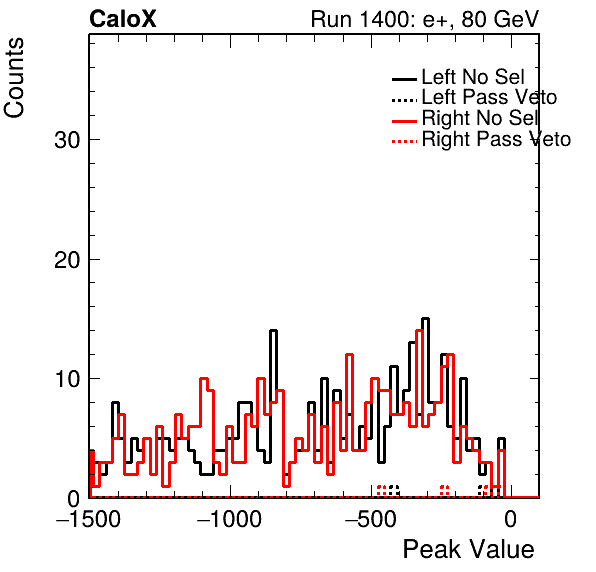 CaloX Run 1400: e+, 80 GeV
Counts
Left No Sel
Left Pass Veto
Right No Sel
Right Pass Veto
30
20
10
0
−1500 −1000 −500 0
Peak Value